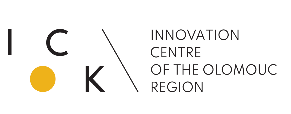 I C
K
INNOVATION
CENTRE
OF THE OLOMOUC
REGION